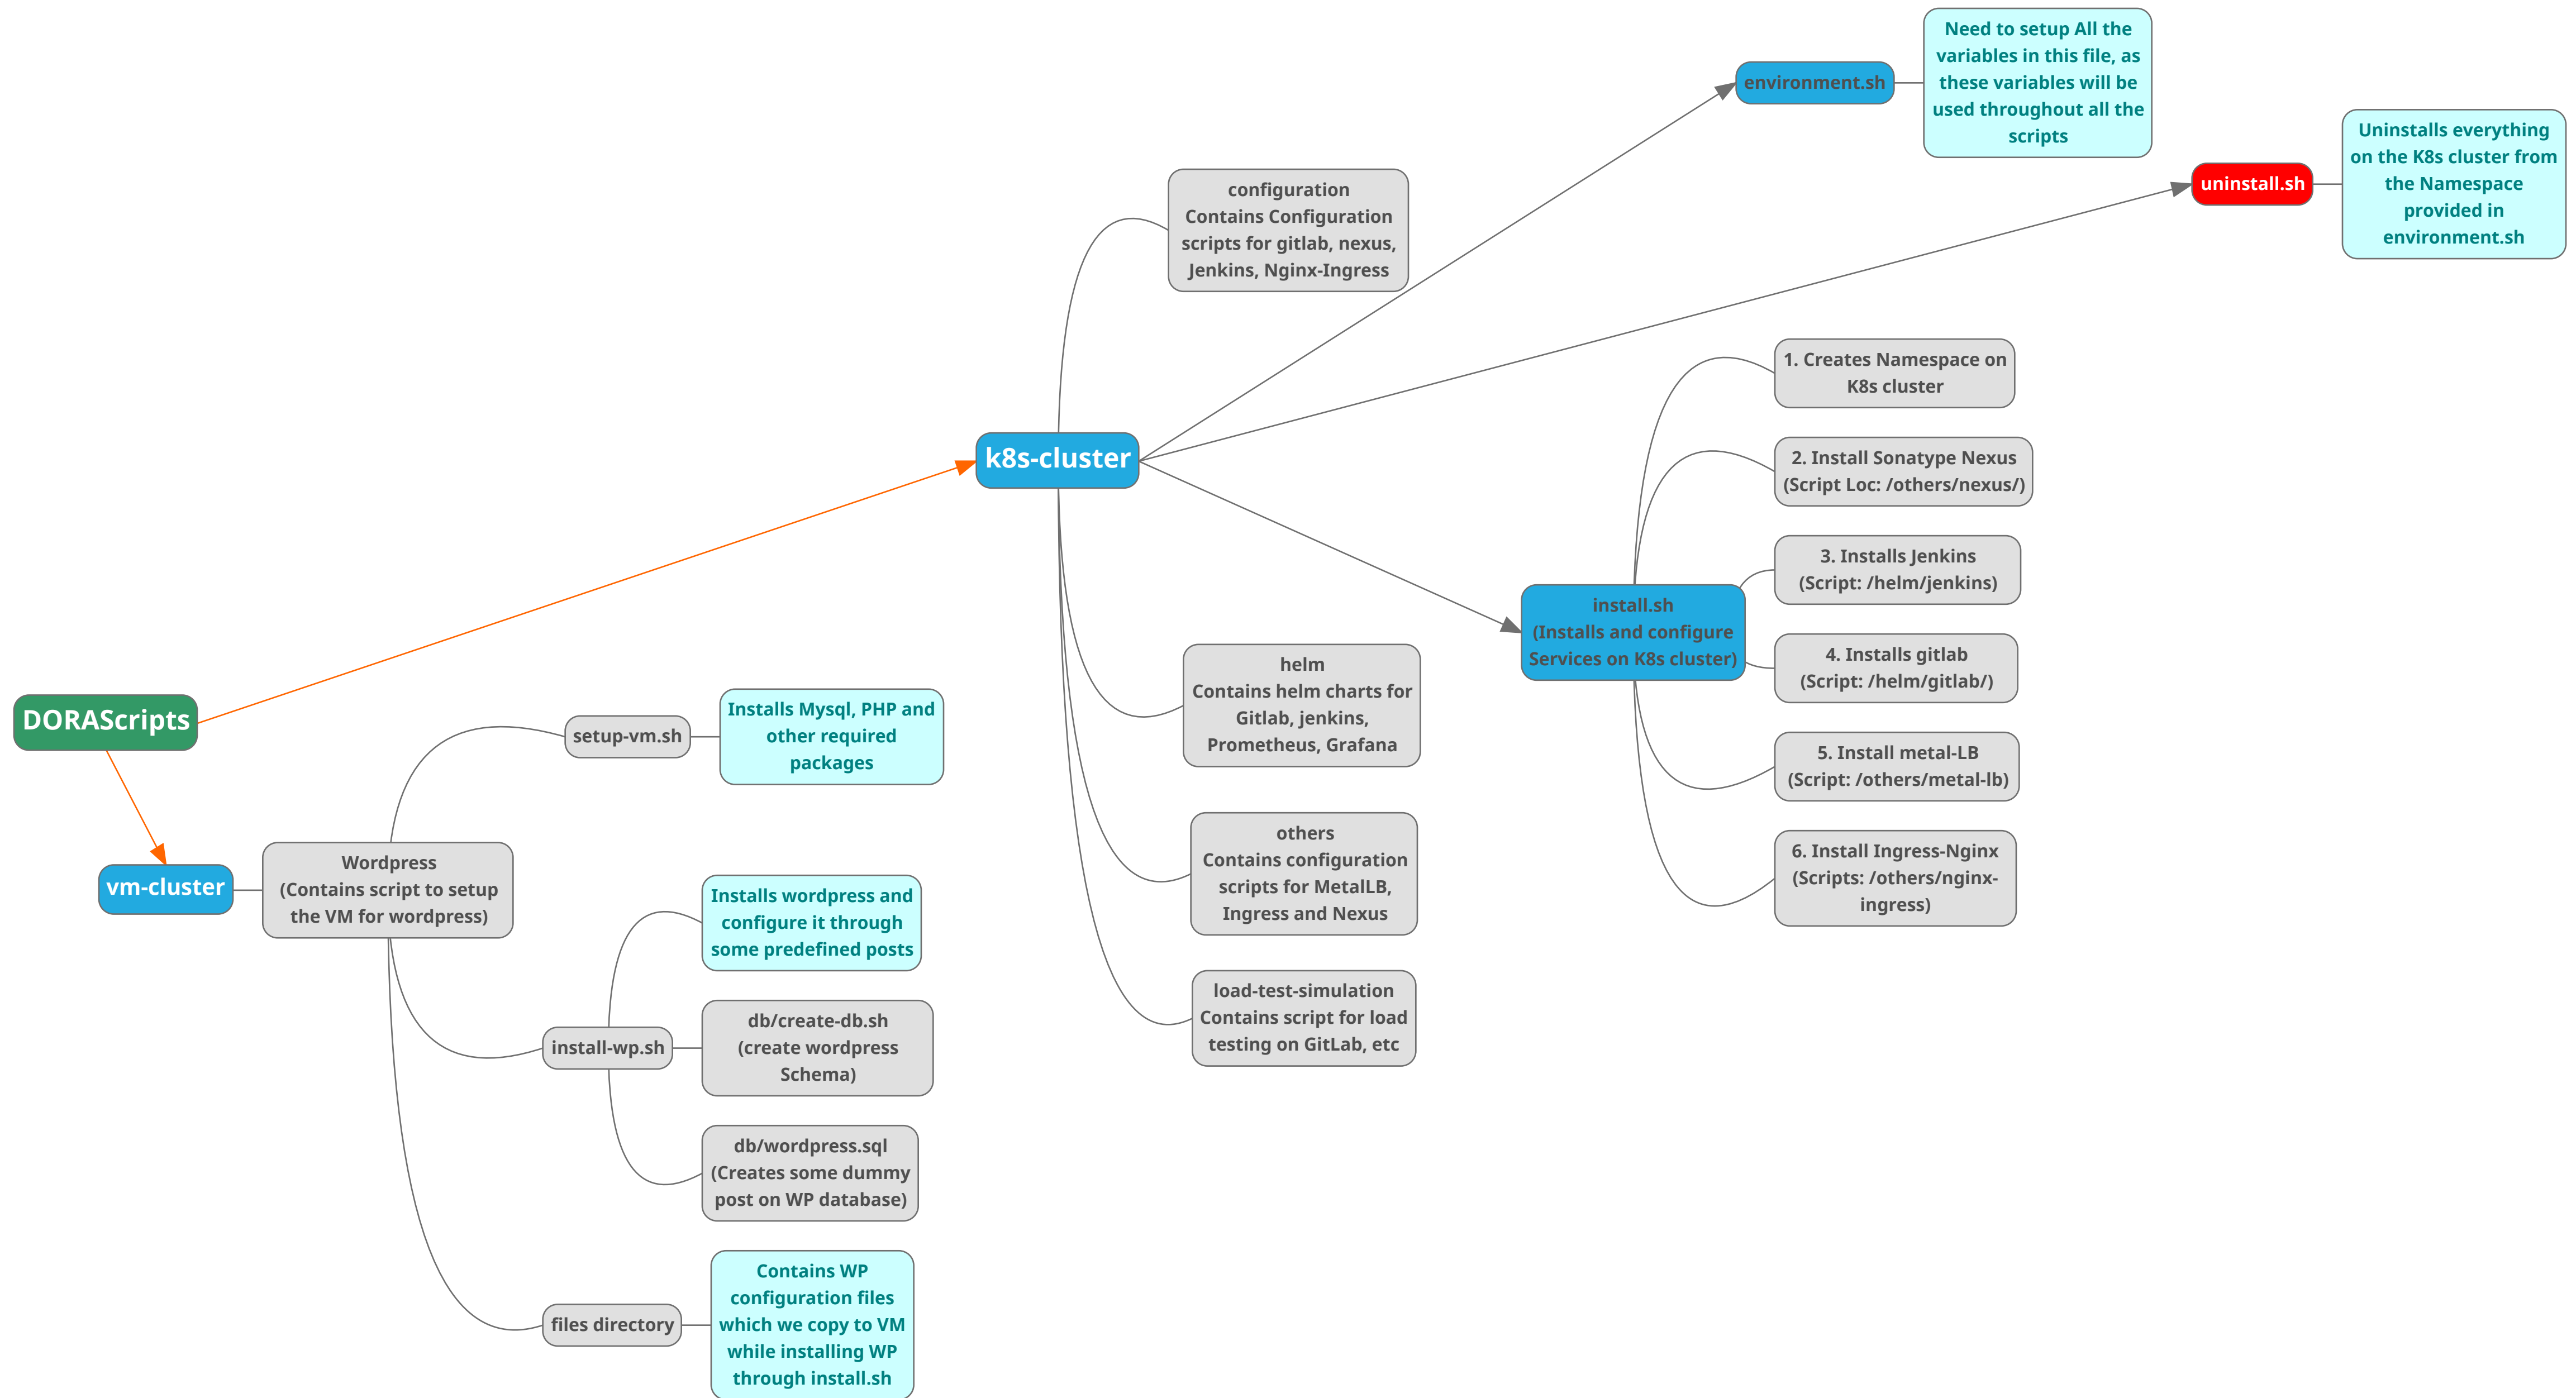 Need to setup All the
variables in this file, as
these variables will be
used throughout all the
scripts
environment.sh
Uninstalls everything
on the K8s cluster from
the Namespace
provided in
environment.sh
uninstall.sh
configuration
Contains Configuration
scripts for gitlab, nexus,
Jenkins, Nginx-Ingress
k8s-cluster
1. Creates Namespace on
K8s cluster
2. Install Sonatype Nexus
(Script Loc: /others/nexus/)
3. Installs Jenkins
(Script: /helm/jenkins)
install.sh
(Installs and configure
Services on K8s cluster)
4. Installs gitlab
(Script: /helm/gitlab/)
5. Install metal-LB
(Script: /others/metal-lb)
6. Install Ingress-Nginx
(Scripts: /others/nginx-
ingress)
helm
Contains helm charts for
Gitlab, jenkins,
Prometheus, Grafana
others
Contains configuration
scripts for MetalLB,
Ingress and Nexus
load-test-simulation
Contains script for load
testing on GitLab, etc
DORAScripts
setup-vm.sh
Installs Mysql, PHP and
other required
packages
vm-cluster
Wordpress
(Contains script to setup
the VM for wordpress)
Installs wordpress and
configure it through
some predefined posts
install-wp.sh
db/create-db.sh
(create wordpress
Schema)
db/wordpress.sql
(Creates some dummy
post on WP database)
files directory
Contains WP
configuration files
which we copy to VM
while installing WP
through install.sh